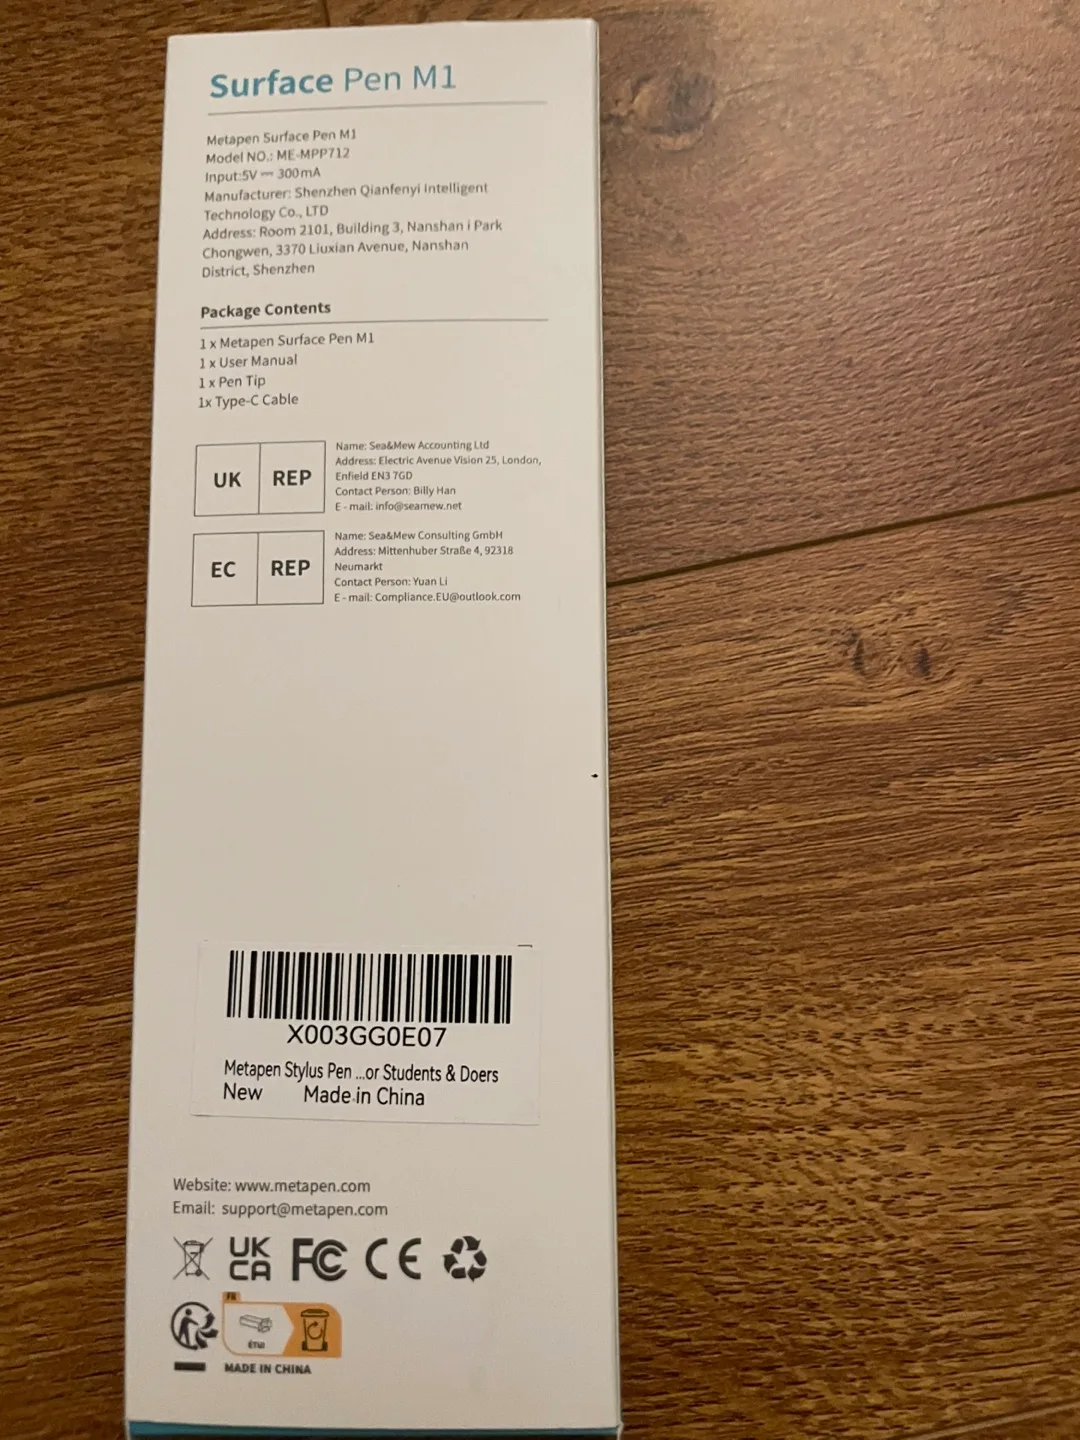 Surface Pen M1
Metapen Surface Pen M1
Model NO.: ME-MPP712
Input:5V ⎓ 300mA
Manufacturer: Shenzhen Qianfenyi Intelligent
Technology Co., LTD
Address: Room 2101, Building 3, Nanshan i Park
Chongwen, 3370 Liuxian Avenue, Nanshan
District, Shenzhen
Package Contents
1 x Metapen Surface Pen M1
1 x User Manual
1 x Pen Tip
1x Type-C Cable
UK REP
Name: Sea&Mew Accounting Ltd
Address: Electric Avenue Vision 25, London,
Enfield EN3 7GD
Contact Person: Billy Han
E - mail: info@seamew.net
EC REP
Name: Sea&Mew Consulting GmbH
Address: Mittenhuber Straße 4, 92318
Neumarkt
Contact Person: Yuan Li
E - mail: Compliance.EU@outlook.com
X003GG0E07
Metapen Stylus Pen ...or Students & Doers
New Made in China
Website: www.metapen.com
Email: support@metapen.com
UK
CA
FC CE
FR
ÉTUI
MADE IN CHINA